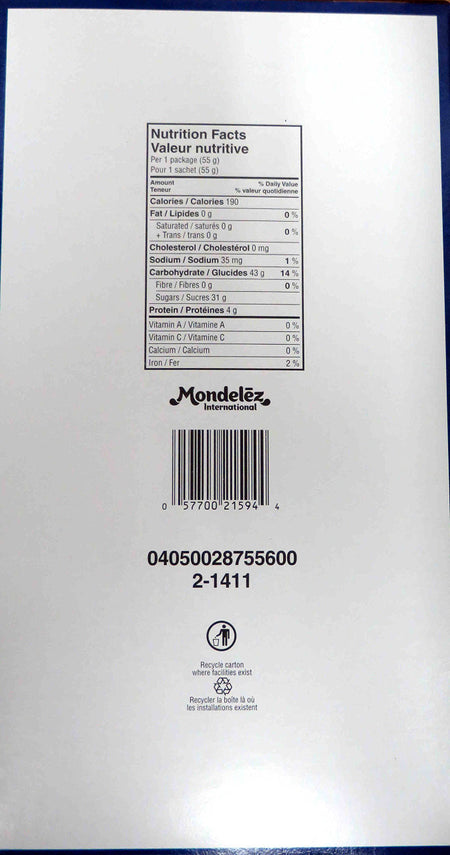 Nutrition Facts
Valeur nutritive
Per 1 package (55 g)
Pour 1 sachet (55 g)
Amount % Daily Value
Teneur % valeur quotidienne
Calories / Calories 190
Fat / Lipides 0 g 0 %
Saturated / saturés 0 g
+ Trans / trans 0 g 0 %
Cholesterol / Cholestérol 0 mg
Sodium / Sodium 35 mg 1 %
Carbohydrate / Glucides 43 g 14 %
Fibre / Fibres 0 g 0 %
Sugars / Sucres 31 g
Protein / Protéines 4 g
Vitamin A / Vitamine A 0 %
Vitamin C / Vitamine C 0 %
Calcium / Calcium 0 %
Iron / Fer 2 %
Mondelēz
International
0 57700 21594 4
04050028755600
2-1411
Recycle carton
where facilities exist
Recycler la boîte là où
les installations existent